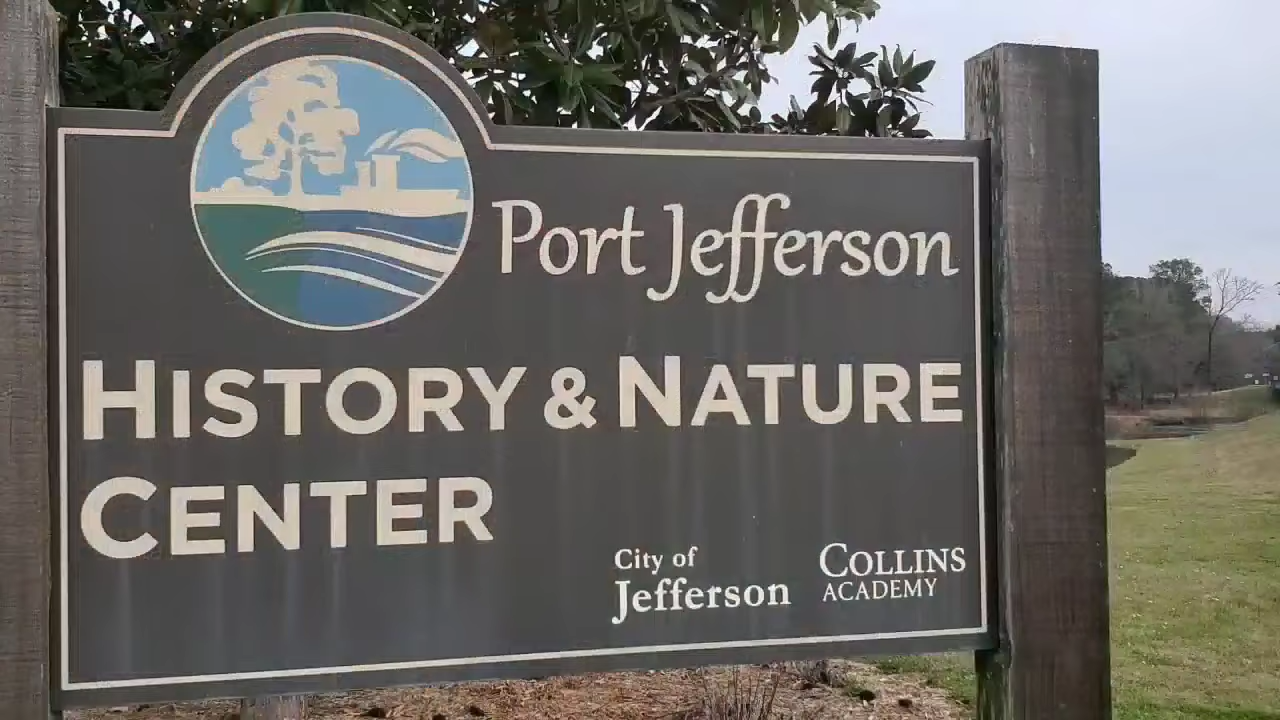 Port Jefferson
HISTORY & NATURE
CENTER
City of
Jefferson
COLLINS
ACADEMY